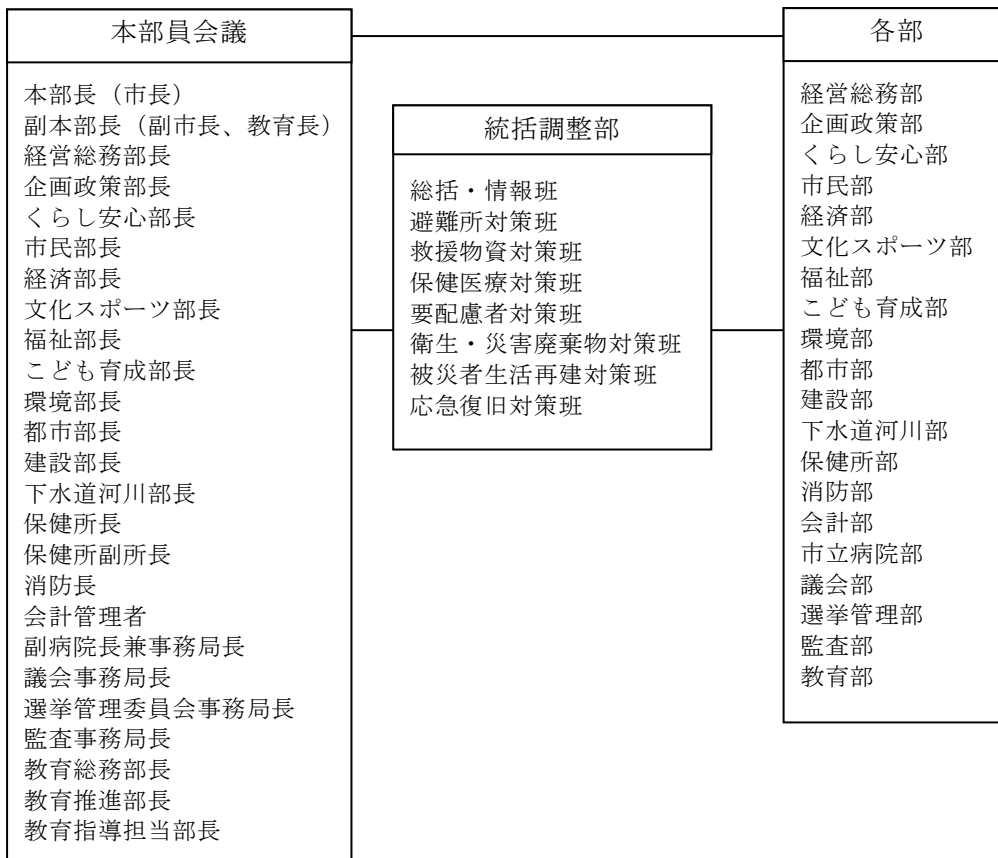 本部員会議
本部長（市長）
副本部長（副市長、教育長）
経営総務部長
企画政策部長
くらし安心部長
市民部長
経済部長
文化スポーツ部長
福祉部長
こども育成部長
環境部長
都市部長
建設部長
下水道河川部長
保健所長
保健所副所長
消防長
会計管理者
副病院長兼事務局長
議会事務局長
選挙管理委員会事務局長
監査事務局長
教育総務部長
教育推進部長
教育指導担当部長
統括調整部
総括・情報班
避難所対策班
救援物資対策班
保健医療対策班
要配慮者対策班
衛生・災害廃棄物対策班
被災者生活再建対策班
応急復旧対策班
各部
経営総務部
企画政策部
くらし安心部
市民部
経済部
文化スポーツ部
福祉部
こども育成部
環境部
都市部
建設部
下水道河川部
保健所部
消防部
会計部
市立病院部
議会部
選挙管理部
監査部
教育部